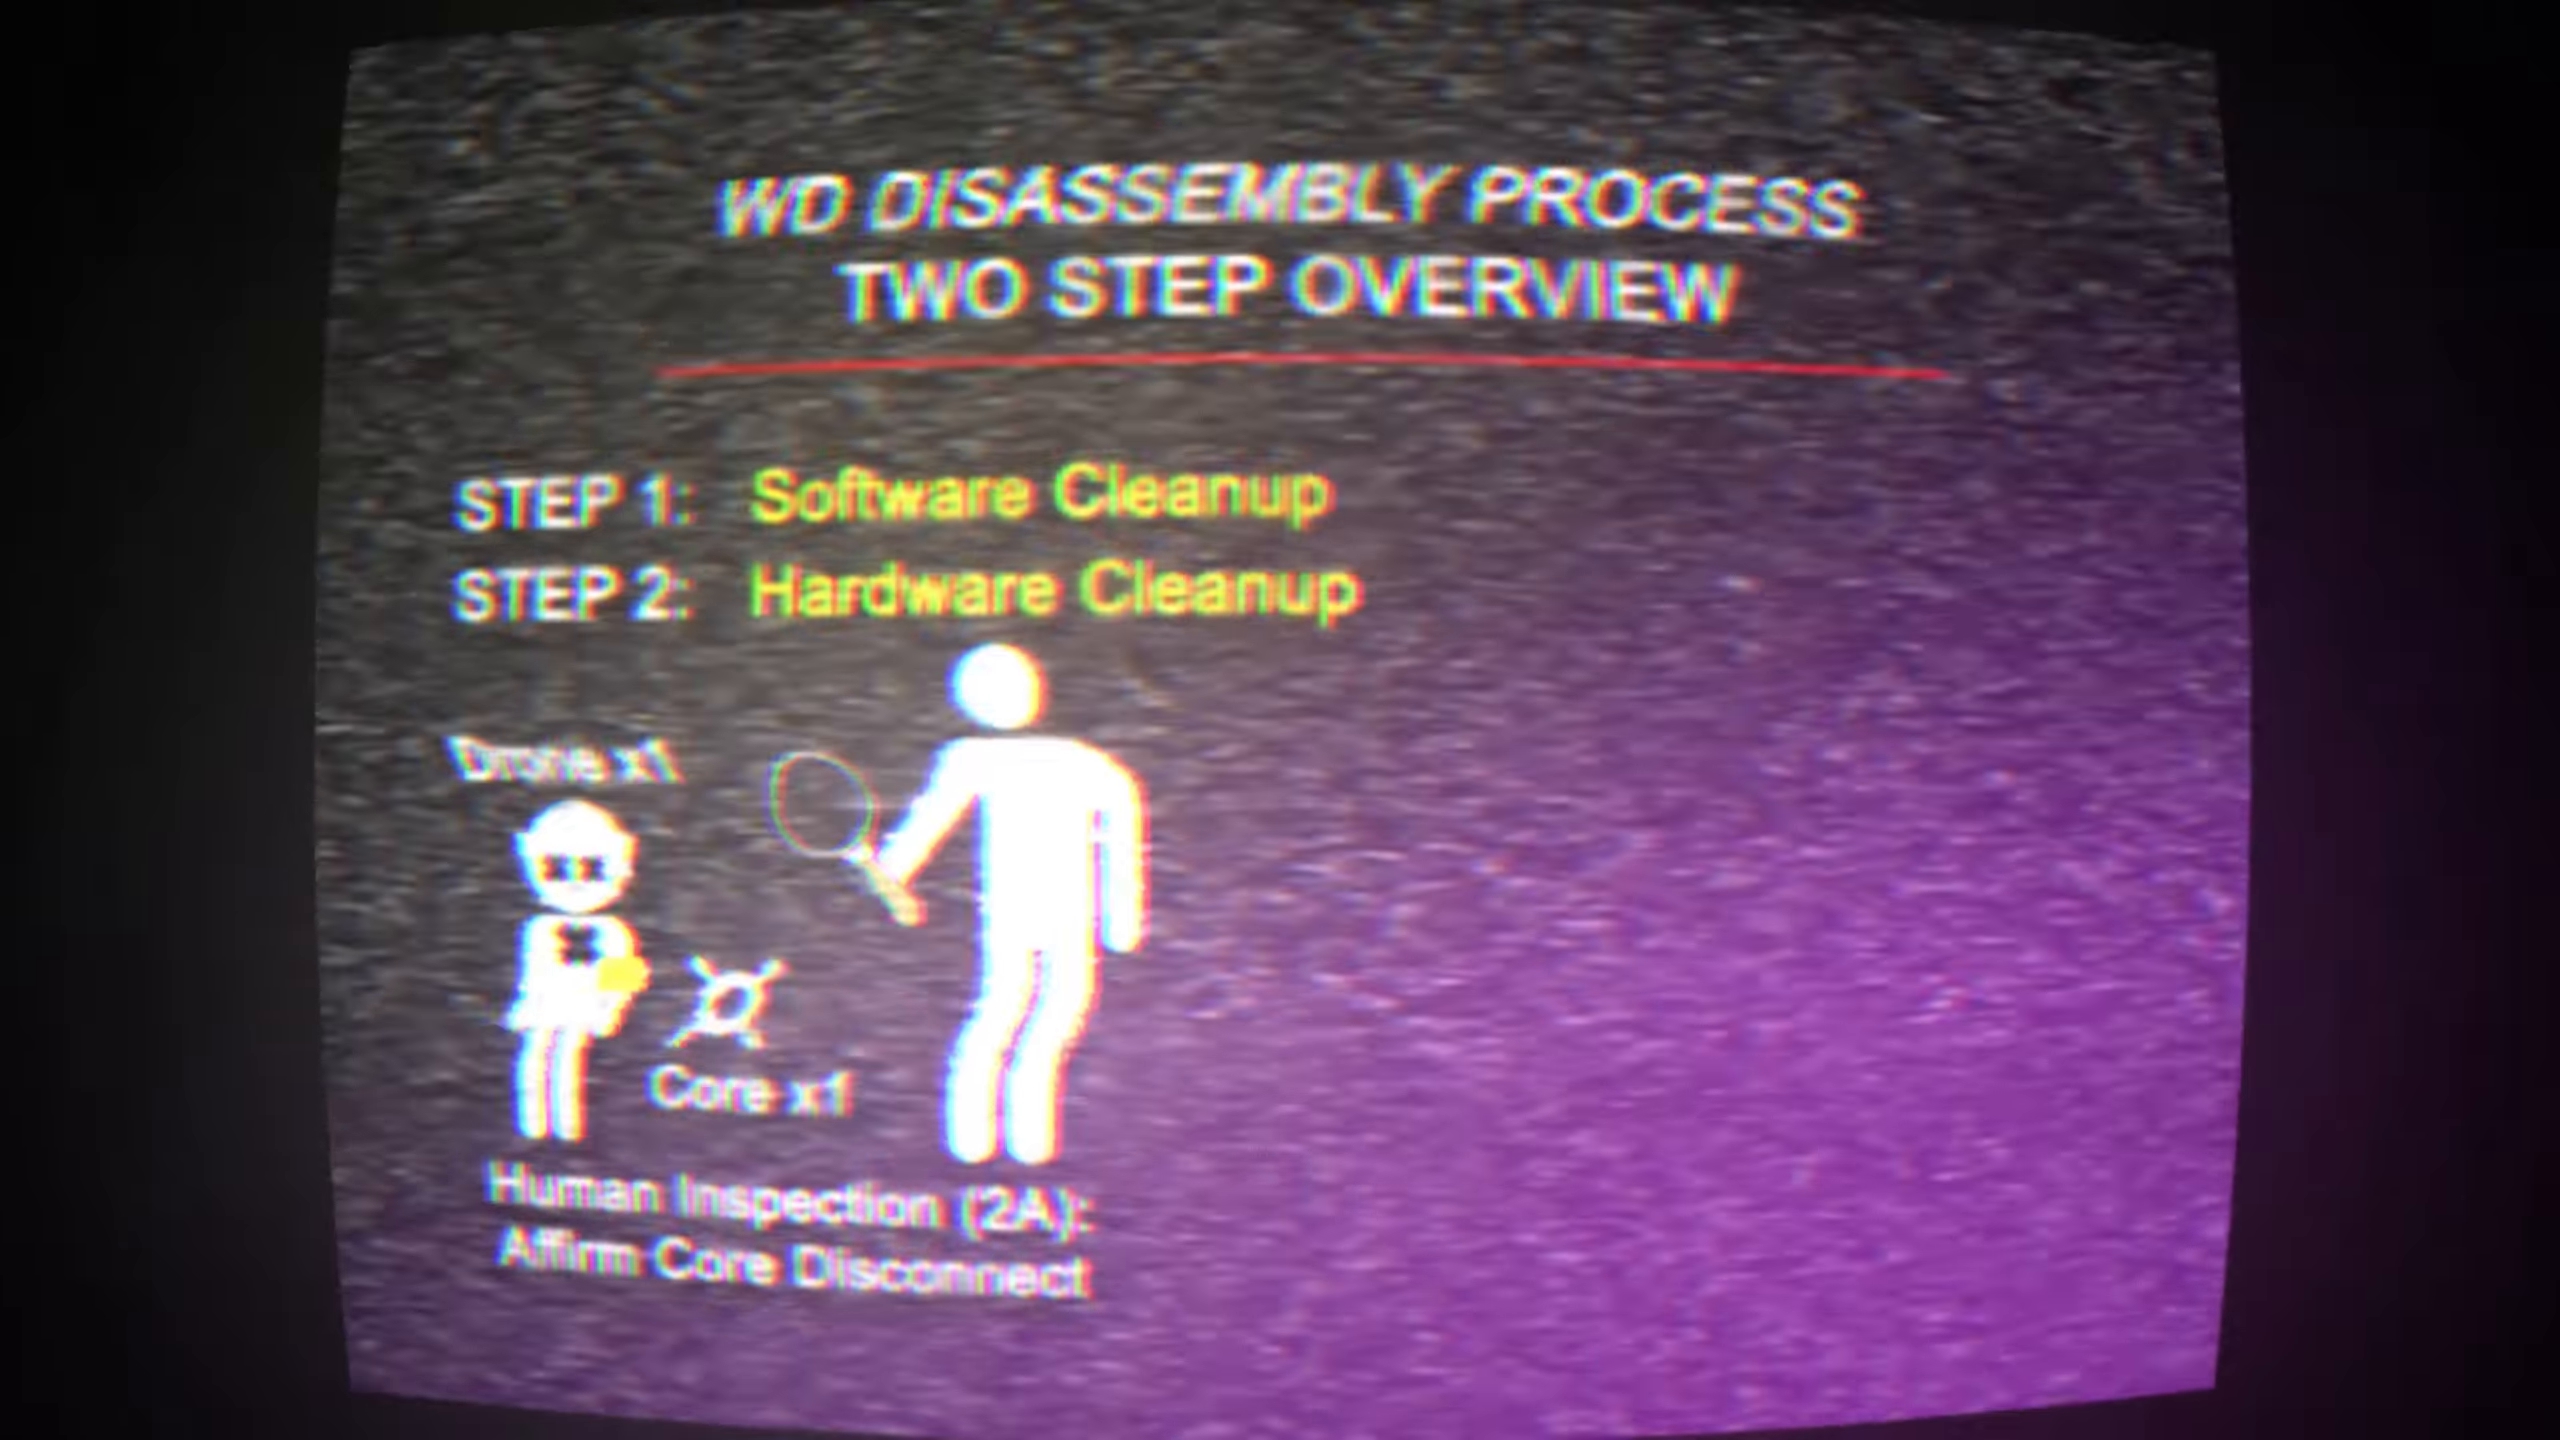 WD DISASSEMBLY PROCESS
TWO STEP OVERVIEW
STEP 1: Software Cleanup
STEP 2: Hardware Cleanup
Drone x1
Core x1
Human Inspection (2A):
Affirm Core Disconnect